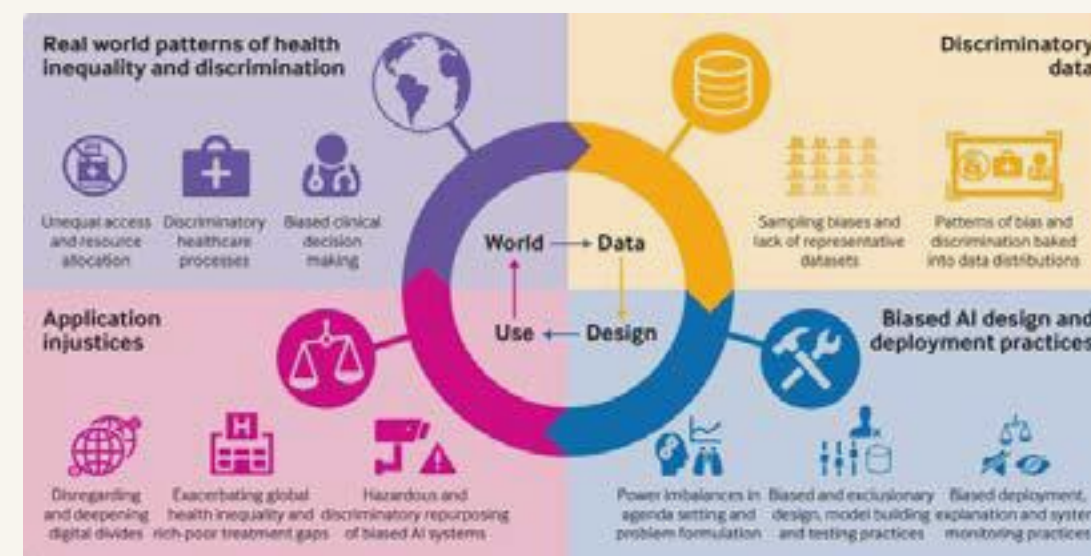 Real world patterns of health
inequality and discrimination
Unequal access
and resource
allocation
Discriminatory
healthcare
processes
Biased clinical
decision
making
Discriminatory
data
Sampling biases and
lack of representative
datasets
Patterns of bias and
discrimination baked
into data distributions
World
Data
Use
Design
Application
injustices
Disregarding
and deepening
digital divides
Exacerbating global
health inequality and
rich-poor treatment gaps
Hazardous and
discriminatory repurposing
of biased AI systems
Biased AI design and
deployment practices
Power imbalances in
agenda setting and
problem formulation
Biased and exclusionary
design, model building
and testing practices
Biased deployment,
explanation and system
monitoring practices